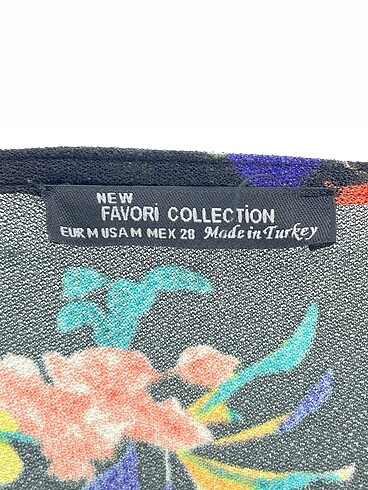 NEW
FAVORİ COLLECTION
EUR M USA M MEX 28 Made in Turkey